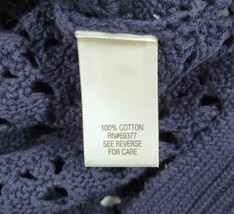 100% COTTON
RN#69377
SEE REVERSE
FOR CARE